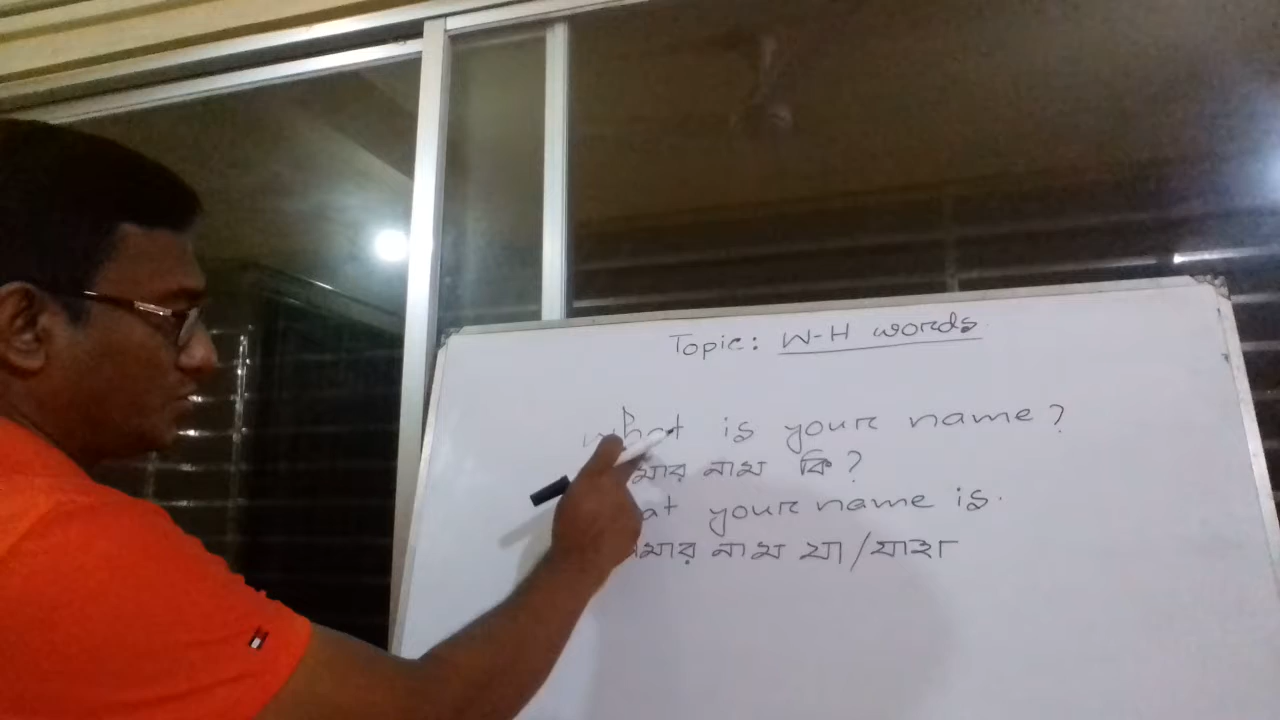 Topic: W-H words
What is your name?
মার নাম কি?
at your name is.
মার নাম যা/যাহা